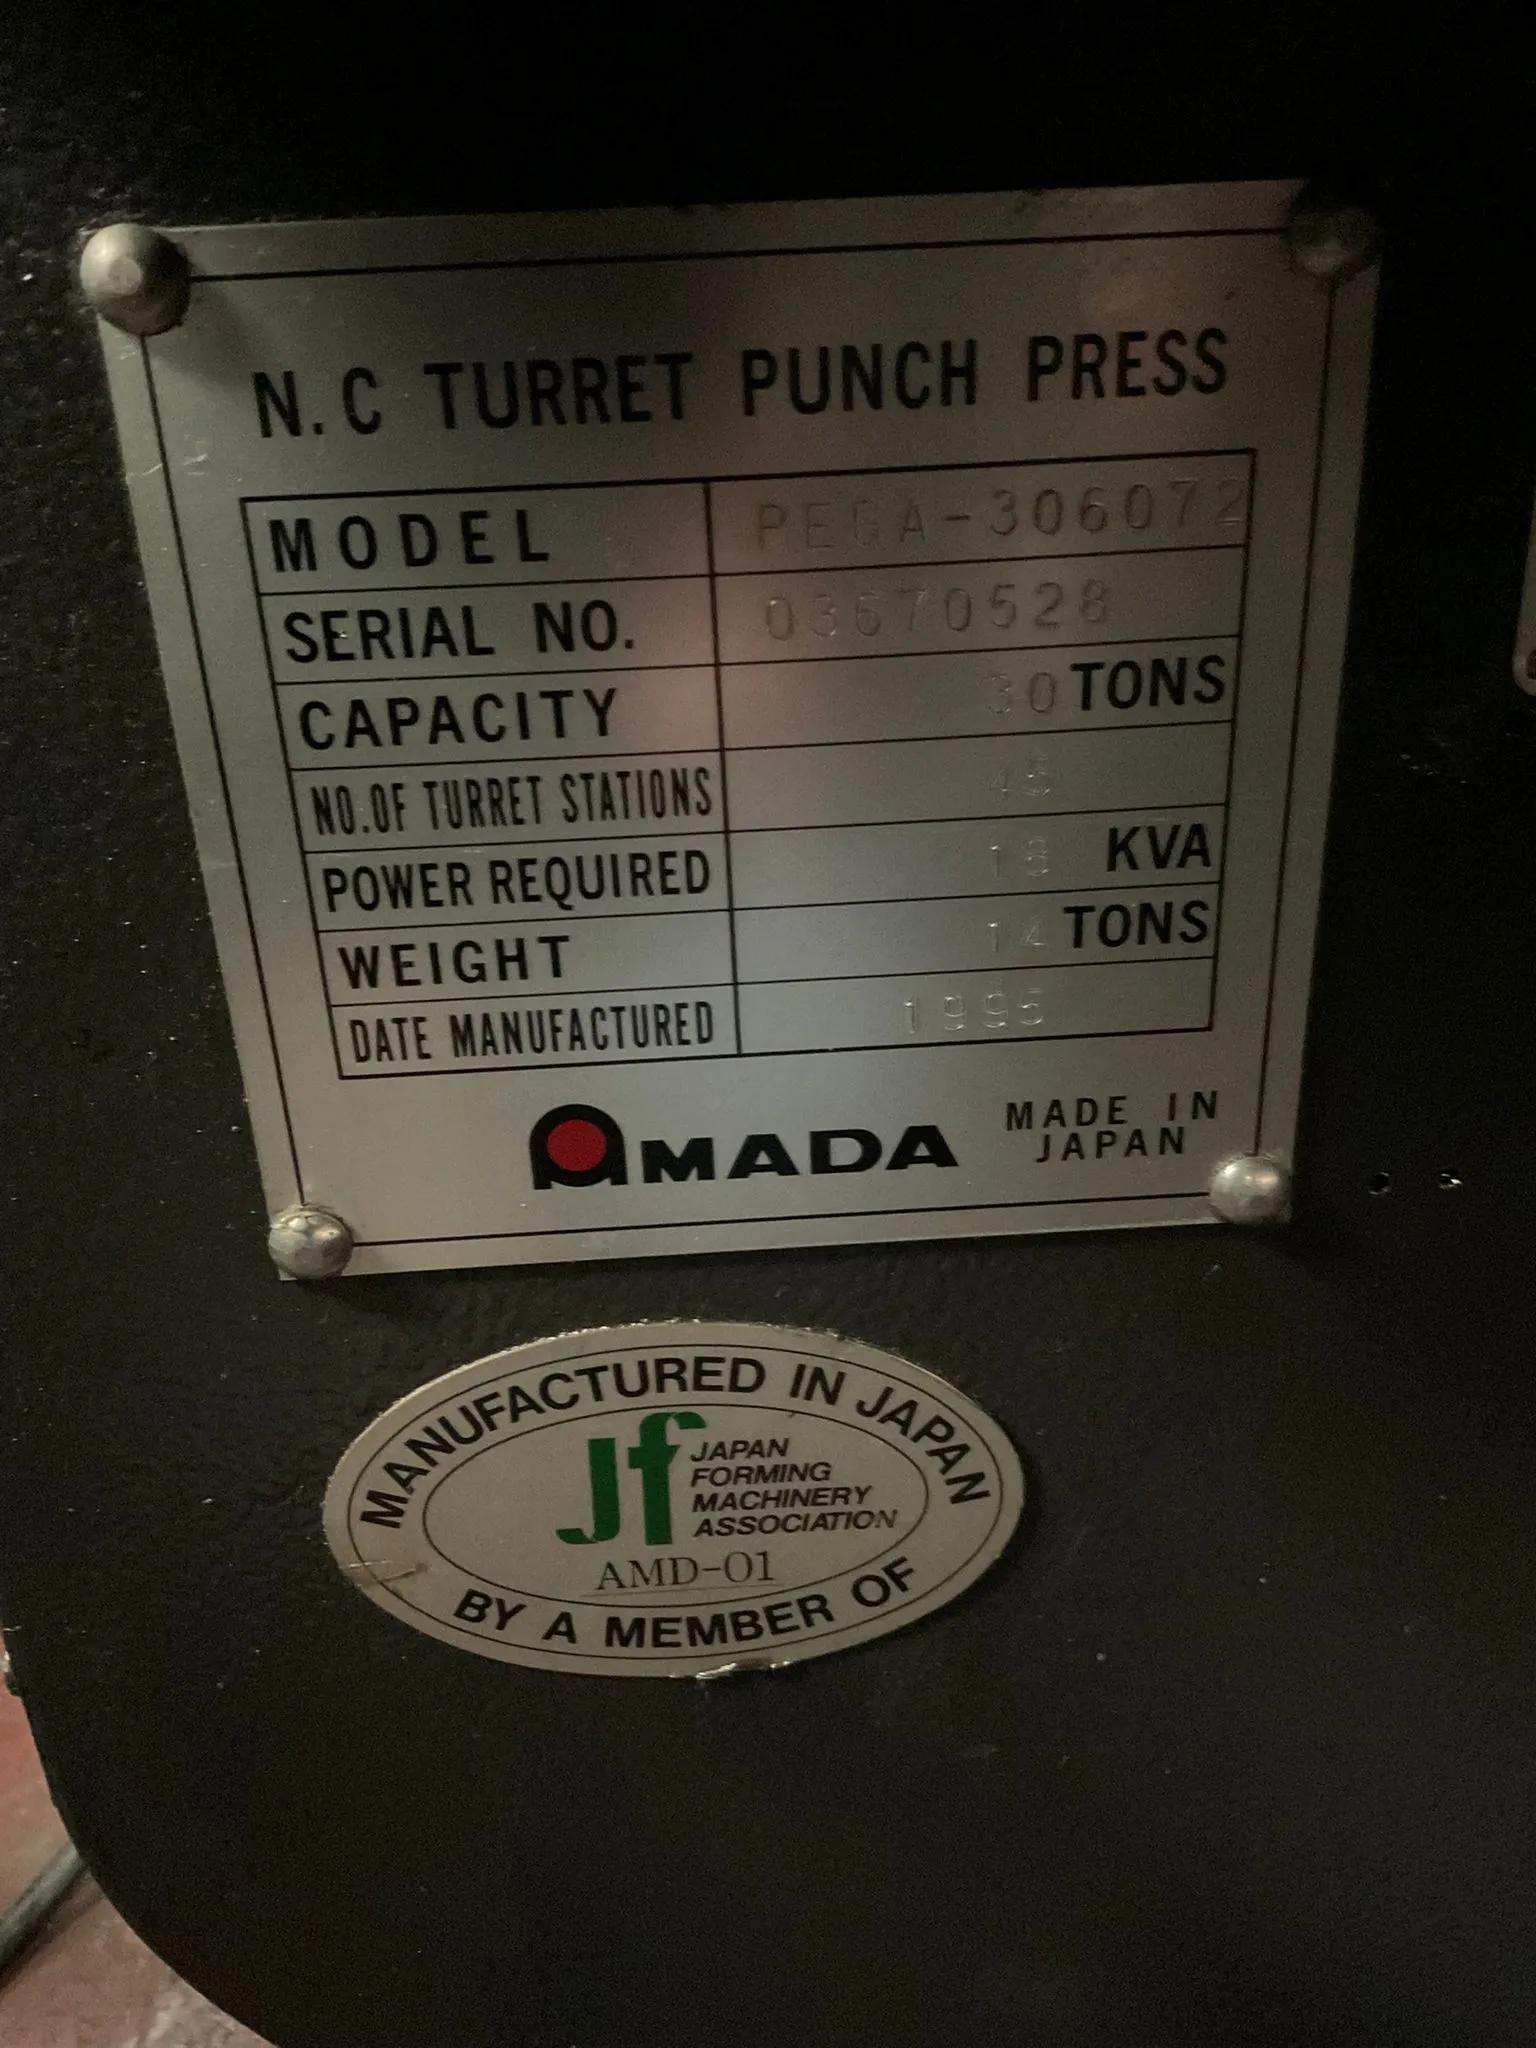 N.C TURRET PUNCH PRESS
MODEL PEGA-306072
SERIAL NO. 03670528
CAPACITY 30 TONS
NO.OF TURRET STATIONS
POWER REQUIRED KVA
WEIGHT 14 TONS
DATE MANUFACTURED
AMADA
MADE IN
JAPAN
MANUFACTURED IN JAPAN
Jf
JAPAN
FORMING
MACHINERY
ASSOCIATION
AMD-01
BY A MEMBER OF